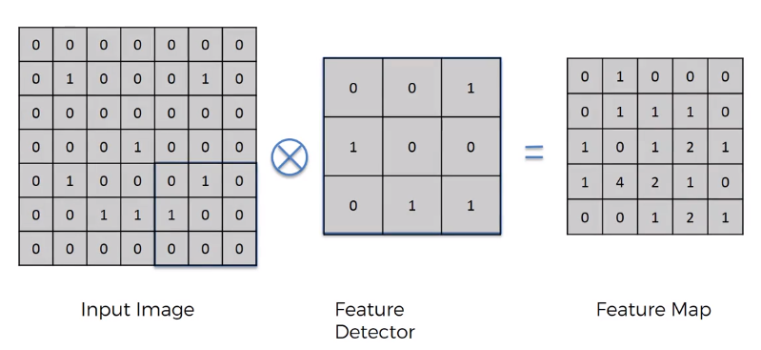 0 0 0 0 0 0 0
0 1 0 0 0 1 0
0 0 0 0 0 0 0
0 0 0 1 0 0 0
0 1 0 0 0 1 0
0 0 1 1 1 0 0
0 0 0 0 0 0 0
Input Image
0 0 1
1 0 0
0 1 1
Feature
Detector
=
0 1 0 0 0
0 1 1 1 0
1 0 1 2 1
1 4 2 1 0
0 0 1 2 1
Feature Map